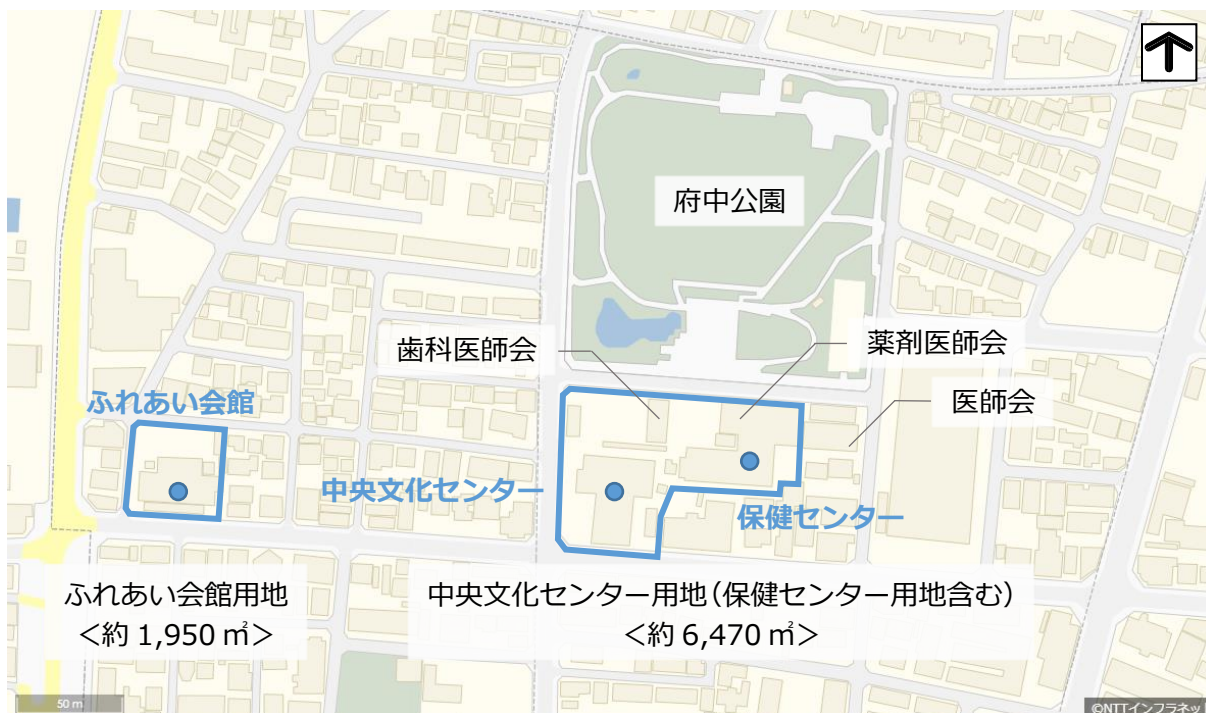 府中公園
歯科医師会
薬剤医師会
医師会
ふれあい会館
中央文化センター
保健センター
ふれあい会館用地
＜約 1,950 ㎡＞
中央文化センター用地（保健センター用地含む）
＜約 6,470 ㎡＞
50 m
©NTTインフラネッ